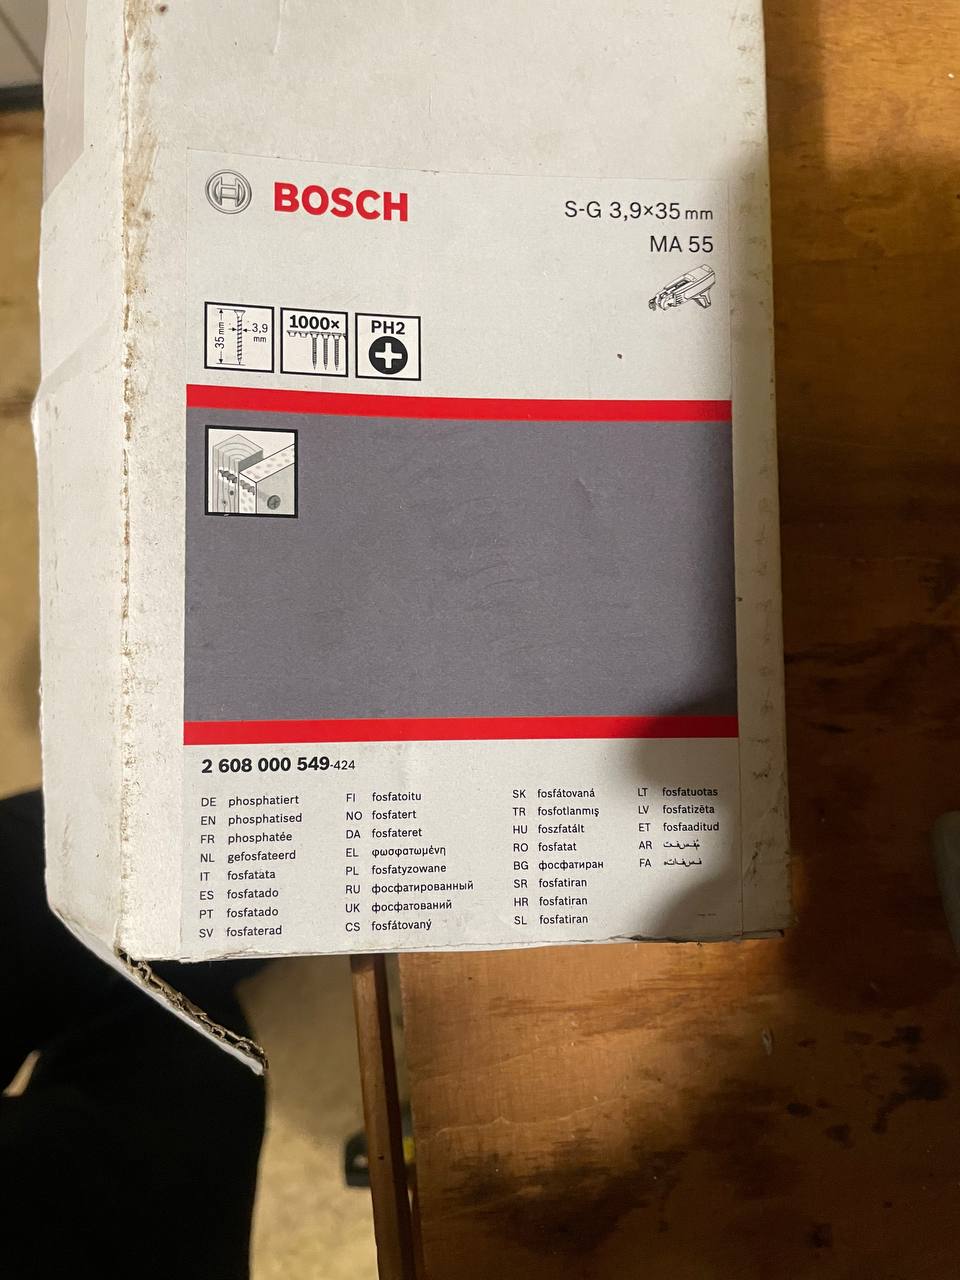 BOSCH
S-G 3,9×35 mm
MA 55
35 mm
3,9
mm
1000×
PH2
2 608 000 549-424
DE phosphatiert
EN phosphatised
FR phosphatée
NL gefosfateerd
IT fosfatata
ES fosfatado
PT fosfatado
SV fosfaterad
FI fosfatoitu
NO fosfatert
DA fosfateret
EL φωσφατωμένη
PL fosfatyzowane
RU фосфатированный
UK фосфатований
CS fosfátovaný
SK fosfátovaná
TR fosfotlanmış
HU foszfatált
RO fosfatat
BG фосфатиран
SR fosfatiran
HR fosfatiran
SL fosfatiran
LT fosfatuotas
LV fosfatizēta
ET fosfaaditud
AR
FA